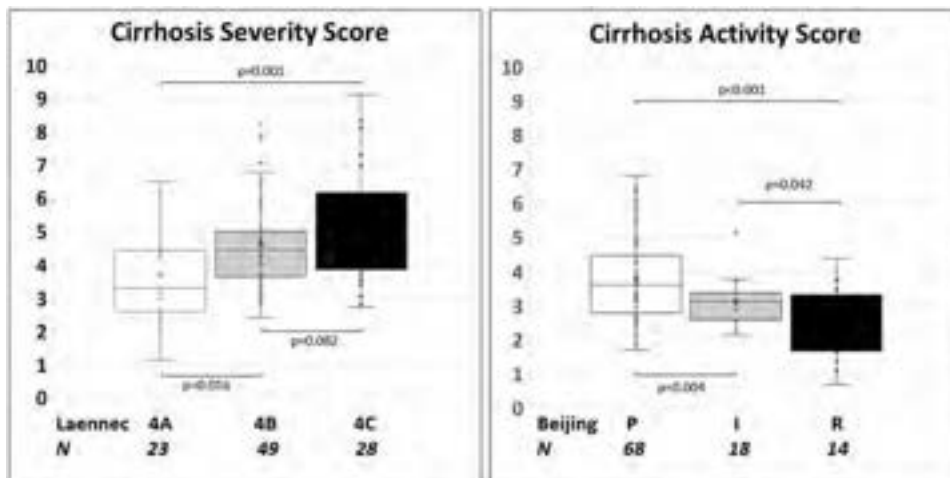 Cirrhosis Severity Score
10
9
8
7
6
5
4
3
2
1
0
p=0.001
p=0.002
Laennec 4A 4B 4C
N 23 49 28
Cirrhosis Activity Score
10
9
8
7
6
5
4
3
2
1
0
p<0.001
p=0.042
p=0.004
Beijing P I R
N 68 18 14